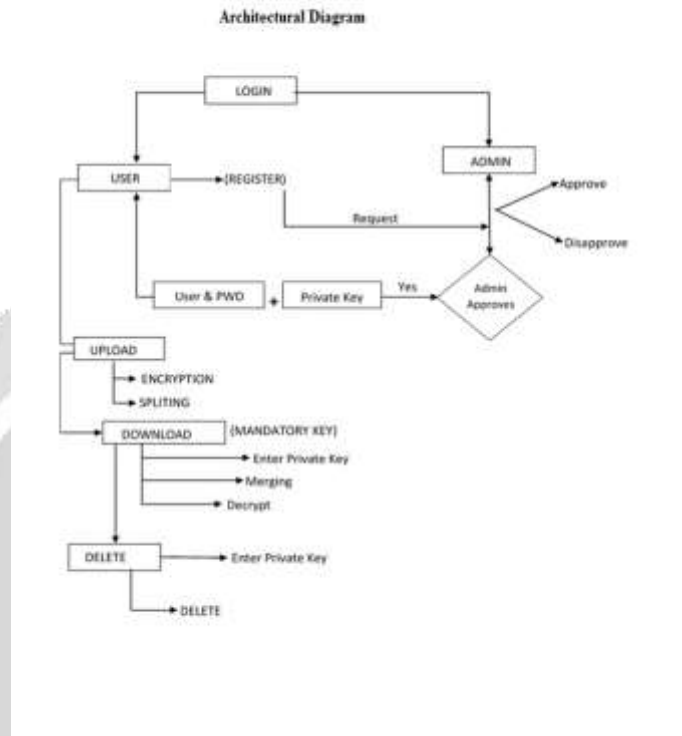 Architectural Diagram
LOGIN
ADMIN
USER
(REGISTER)
Approve
Request
Disapprove
User & PWD
+
Private Key
Yes
Admin
Approves
UPLOAD
ENCRYPTION
SPLITING
DOWNLOAD
(MANDATORY KEY)
Enter Private Key
Merging
Decrypt
DELETE
Enter Private Key
DELETE